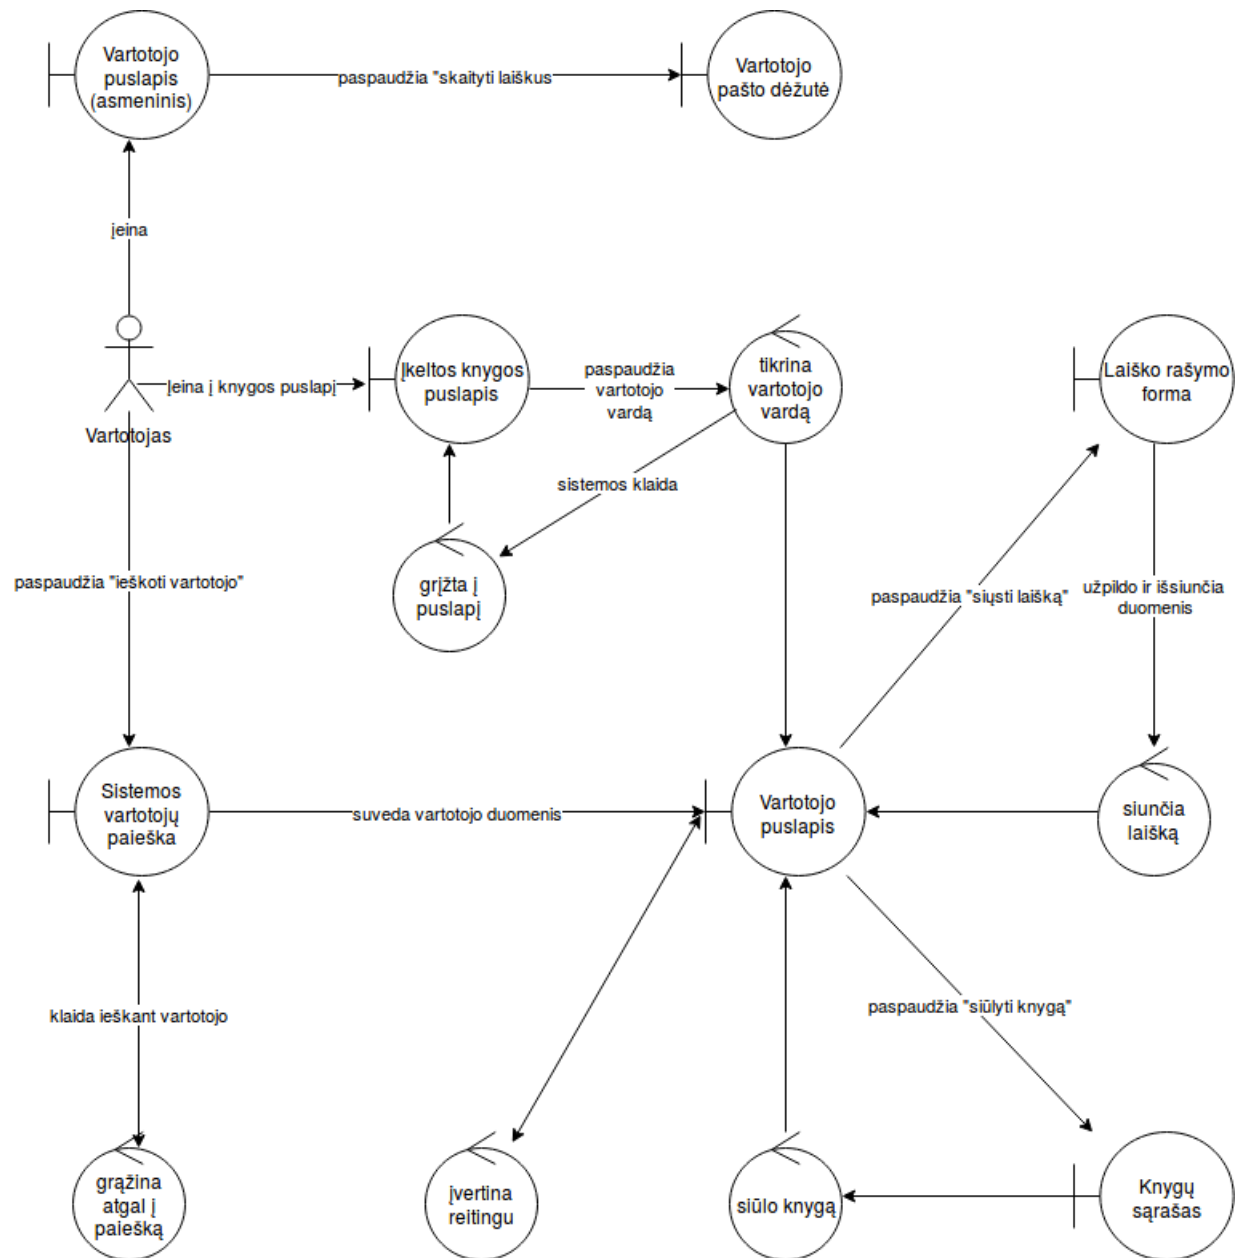 Vartotojo
puslapis
(asmeninis)
paspaudžia "skaityti laiškus
Vartotojo
pašto dėžutė
įeina
Vartotojas
Įeina į knygos puslapį
Įkeltos knygos
puslapis
paspaudžia
vartotojo
vardą
tikrina
vartotojo
vardą
Laiško rašymo
forma
sistemos klaida
grįžta į
puslapį
paspaudžia "ieškoti vartotojo"
paspaudžia "siųsti laišką"
užpildo ir išsiunčia
duomenis
Sistemos
vartotojų
paieška
suveda vartotojo duomenis
Vartotojo
puslapis
siunčia
laišką
klaida ieškant vartotojo
paspaudžia "siūlyti knygą"
grąžina
atgal į
paiešką
įvertina
reitingu
siūlo knygą
Knygų
sąrašas